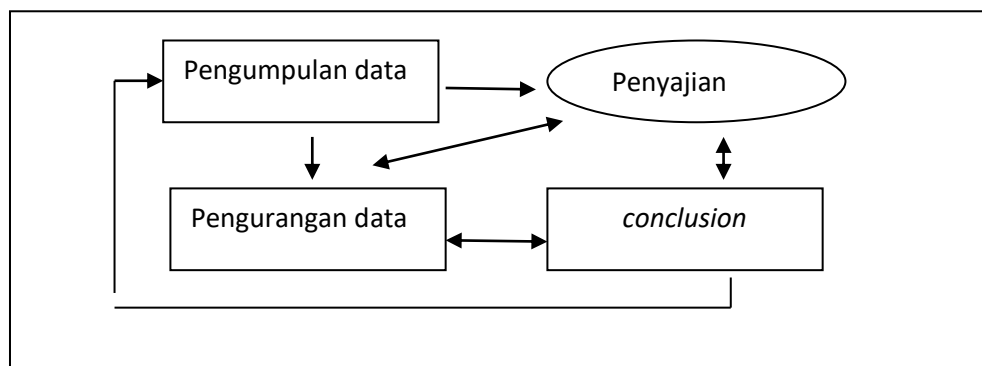 Pengumpulan data
Penyajian
Pengurangan data
conclusion